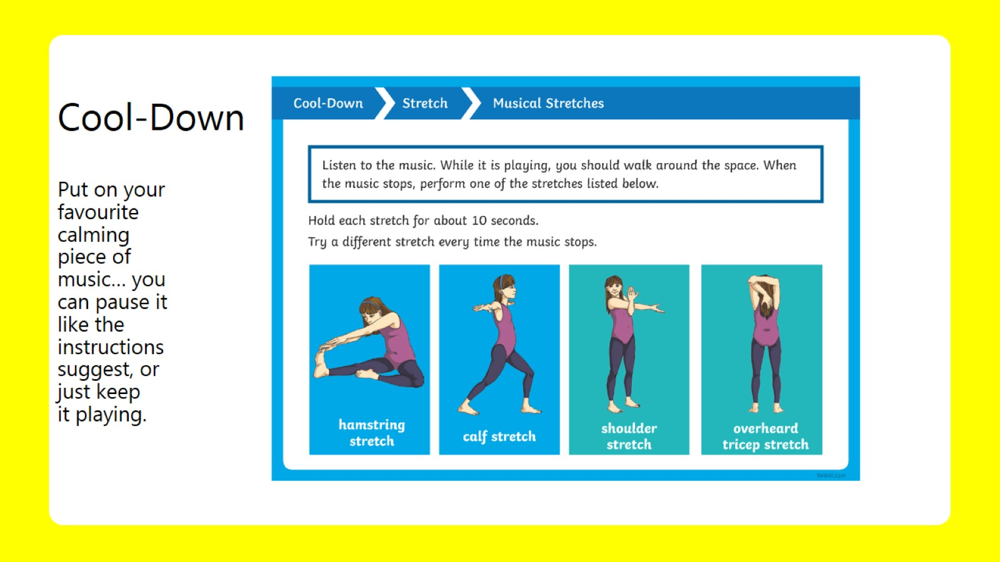 Cool-Down
Put on your
favourite
calming
piece of
music... you
can pause it
like the
instructions
suggest, or
just keep
it playing.
Cool-Down Stretch Musical Stretches
Listen to the music. While it is playing, you should walk around the space. When
the music stops, perform one of the stretches listed below.
Hold each stretch for about 10 seconds.
Try a different stretch every time the music stops.
hamstring
stretch
calf stretch
shoulder
stretch
overheard
tricep stretch
twinkl.com